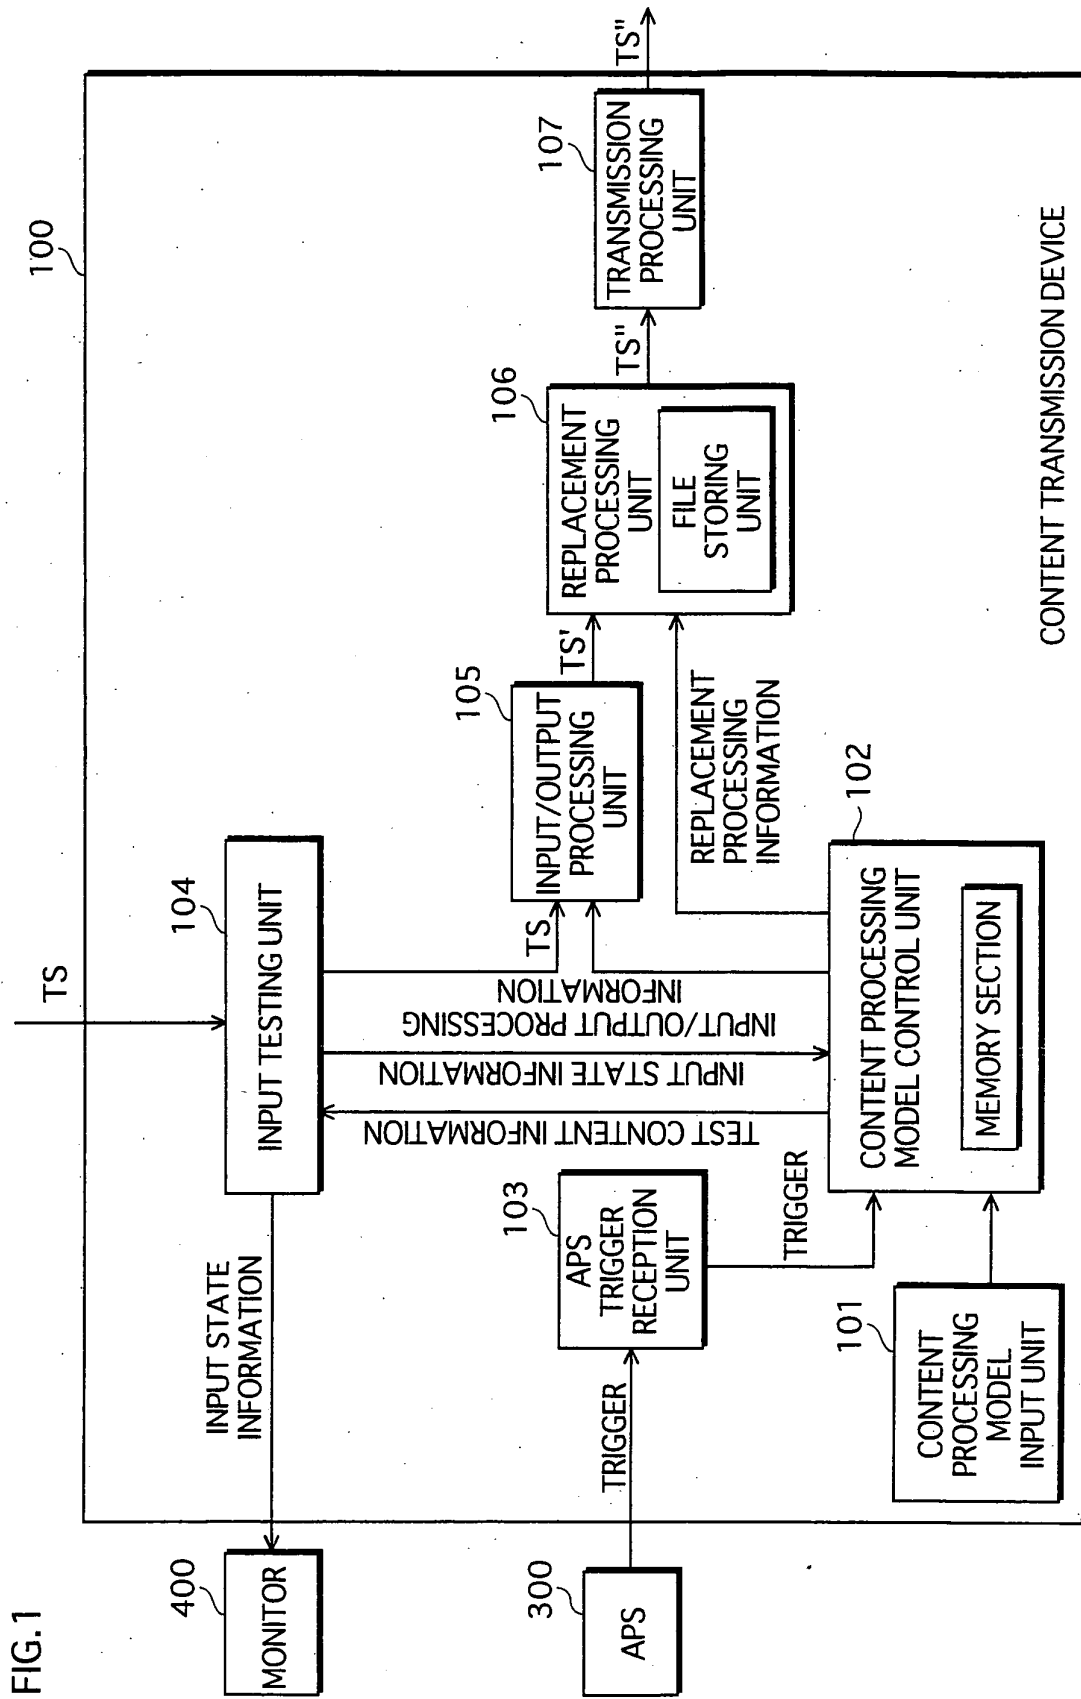 FIG.1
TS
100
104
INPUT TESTING UNIT
INPUT STATE
INFORMATION
400
MONITOR
TEST CONTENT INFORMATION
INPUT STATE INFORMATION
INPUT/OUTPUT PROCESSING
INFORMATION
TS
105
INPUT/OUTPUT
PROCESSING
UNIT
TS'
106
REPLACEMENT
PROCESSING
UNIT
FILE
STORING
UNIT
TS"
107
TRANSMISSION
PROCESSING
UNIT
TS"
300
APS
TRIGGER
103
APS
TRIGGER
RECEPTION
UNIT
TRIGGER
REPLACEMENT
PROCESSING
INFORMATION
101
CONTENT
PROCESSING
MODEL
INPUT UNIT
102
CONTENT PROCESSING
MODEL CONTROL UNIT
MEMORY SECTION
CONTENT TRANSMISSION DEVICE